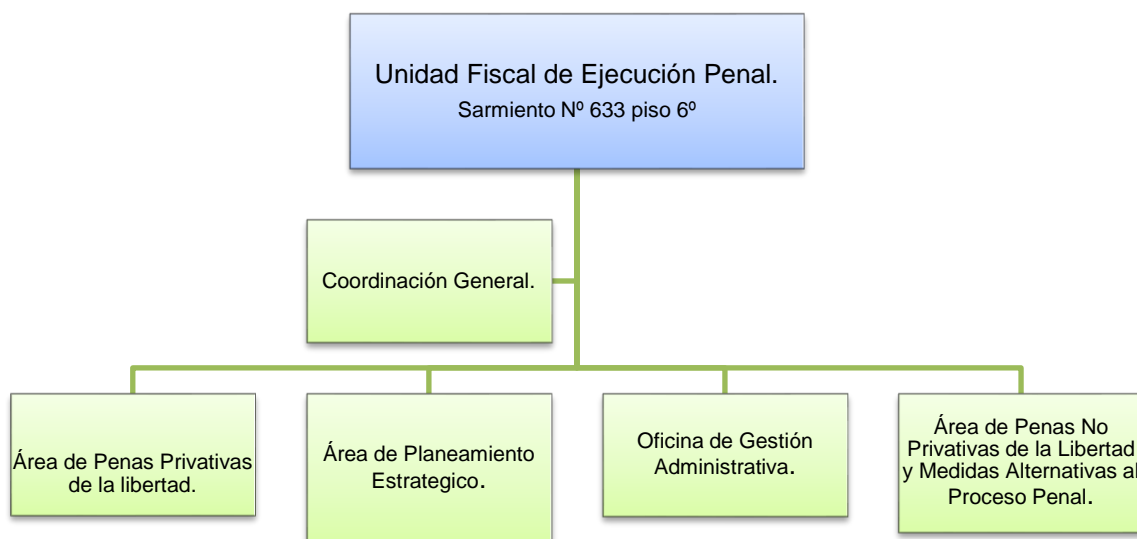 Unidad Fiscal de Ejecución Penal.
Sarmiento Nº 633 piso 6º
Coordinación General.
Área de Penas Privativas
de la libertad.
Área de Planeamiento
Estrategico.
Oficina de Gestión
Administrativa.
Área de Penas No
Privativas de la Libertad
y Medidas Alternativas al
Proceso Penal.